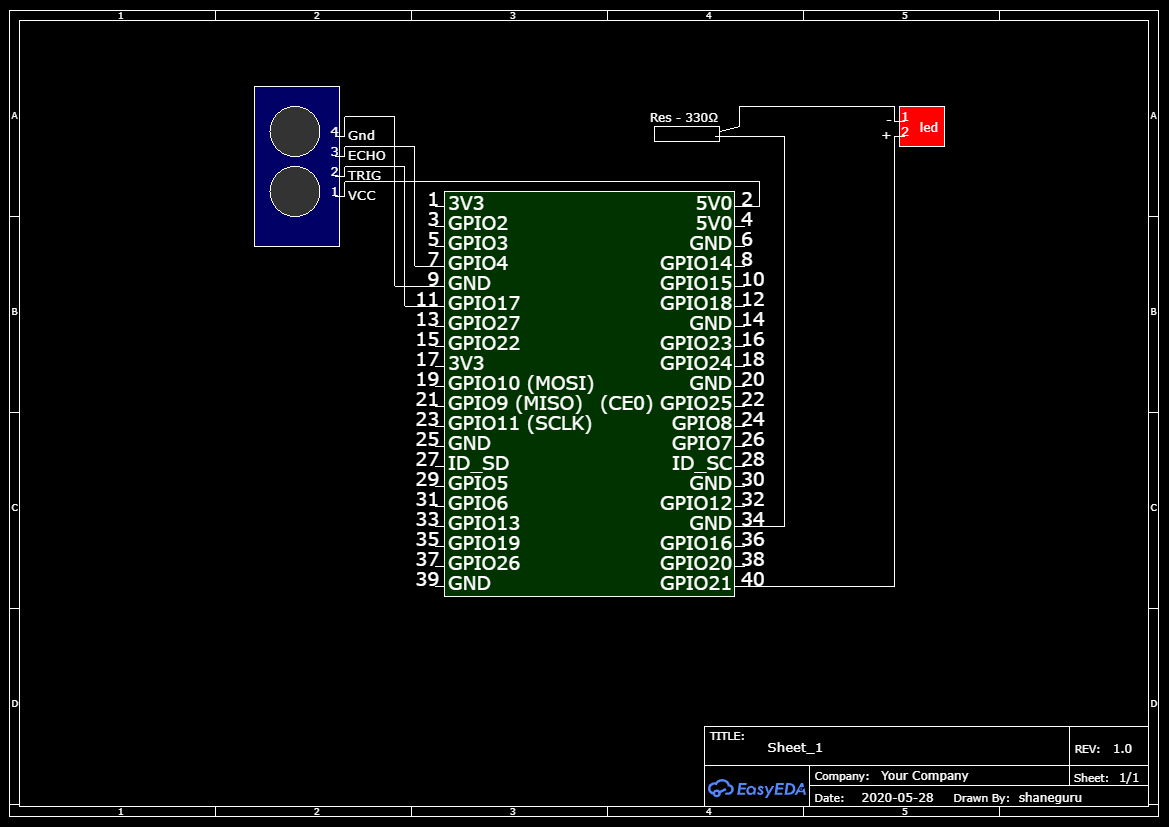 1 2 3 4 5
A A
B B
C C
D D
4 Gnd
3 ECHO
2 TRIG
1 VCC
Res - 330Ω
- 1
+ 2
led
1 3V3 5V0 2
3 GPIO2 5V0 4
5 GPIO3 GND 6
7 GPIO4 GPIO14 8
9 GND GPIO15 10
11 GPIO17 GPIO18 12
13 GPIO27 GND 14
15 GPIO22 GPIO23 16
17 3V3 GPIO24 18
19 GPIO10 (MOSI) GND 20
21 GPIO9 (MISO) (CE0) GPIO25 22
23 GPIO11 (SCLK) GPIO8 24
25 GND GPIO7 26
27 ID_SD ID_SC 28
29 GPIO5 GND 30
31 GPIO6 GPIO12 32
33 GPIO13 GND 34
35 GPIO19 GPIO16 36
37 GPIO26 GPIO20 38
39 GND GPIO21 40
TITLE:
Sheet_1
REV: 1.0
EasyEDA
Company: Your Company
Sheet: 1/1
Date: 2020-05-28 Drawn By: shaneguru
1 2 3 4 5